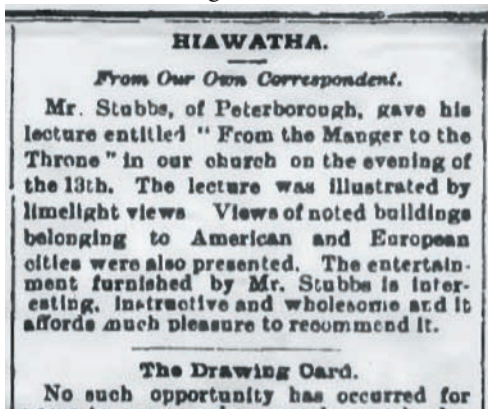 HIAWATHA.
From Our Own Correspondent.
Mr. Stubbs, of Peterborough, gave his
lecture entitled "From the Manger to the
Throne" in our church on the evening of
the 13th. The lecture was illustrated by
limelight views Views of noted buildings
belonging to American and European
cities were also presented. The entertain-
ment furnished by Mr. Stubbs is inter-
esting, instructive and wholesome and it
affords much pleasure to recommend it.
The Drawing Card.
No such opportunity has occurred for